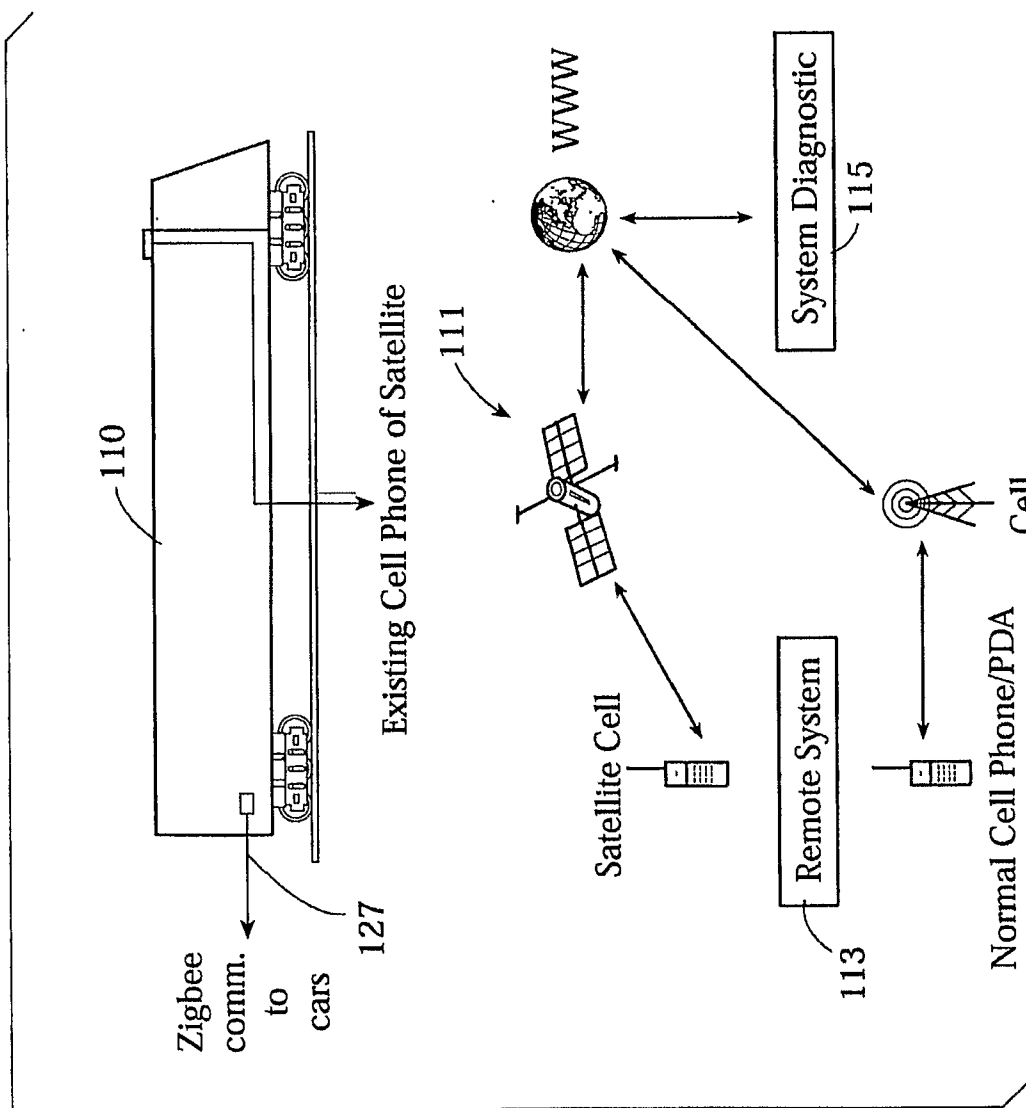 110
Zigbee
comm.
to
cars
127
Existing Cell Phone of Satellite
111
WWW
Satellite Cell
Remote System
113
System Diagnostic
115
Normal Cell Phone/PDA
Cell